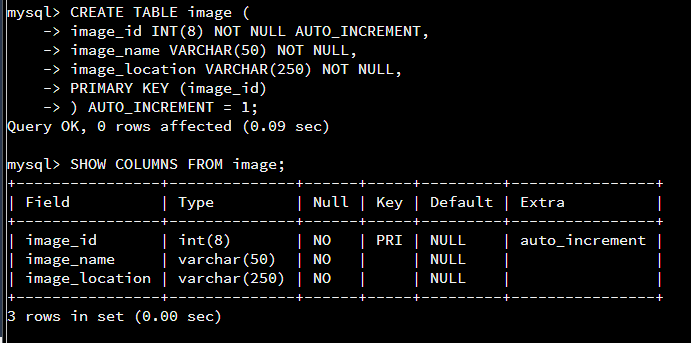 mysql> CREATE TABLE image (
    -> image_id INT(8) NOT NULL AUTO_INCREMENT,
    -> image_name VARCHAR(50) NOT NULL,
    -> image_location VARCHAR(250) NOT NULL,
    -> PRIMARY KEY (image_id)
    -> ) AUTO_INCREMENT = 1;
Query OK, 0 rows affected (0.09 sec)

mysql> SHOW COLUMNS FROM image;
+----------------+--------------+------+-----+---------+----------------+
| Field          | Type         | Null | Key | Default | Extra          |
+----------------+--------------+------+-----+---------+----------------+
| image_id       | int(8)       | NO   | PRI | NULL    | auto_increment |
| image_name     | varchar(50)  | NO   |     | NULL    |                |
| image_location | varchar(250) | NO   |     | NULL    |                |
+----------------+--------------+------+-----+---------+----------------+
3 rows in set (0.00 sec)